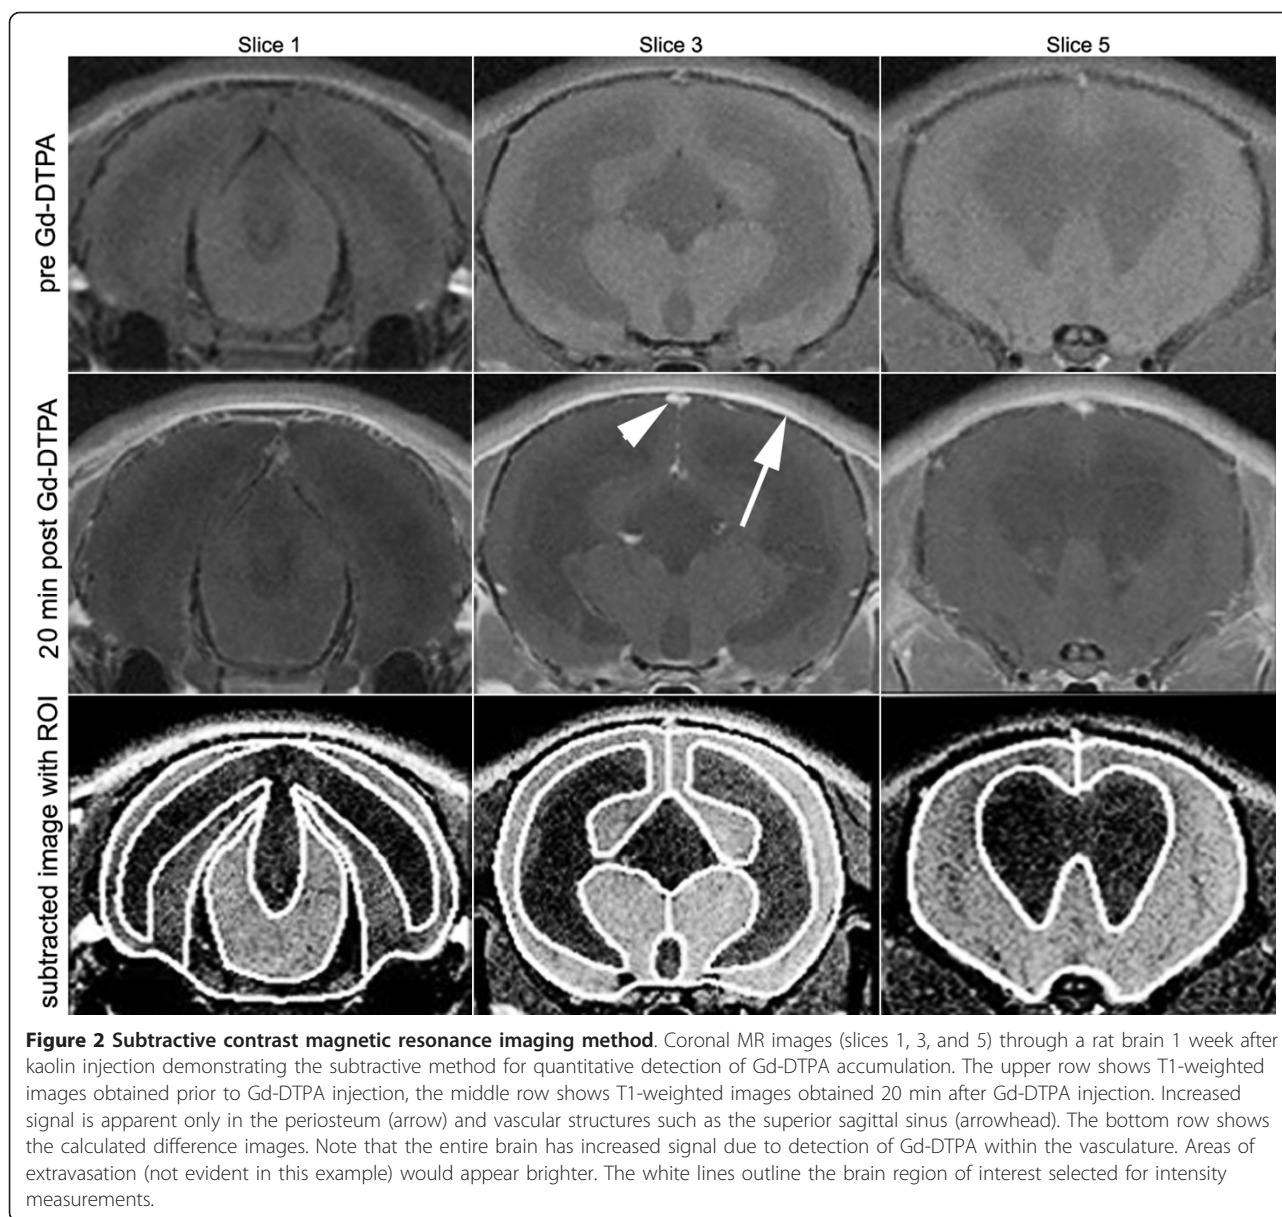 Slice 1
Slice 3
Slice 5
pre Gd-DTPA
20 min post Gd-DTPA
subtracted image with ROI
Figure 2 Subtractive contrast magnetic resonance imaging method. Coronal MR images (slices 1, 3, and 5) through a rat brain 1 week after
kaolin injection demonstrating the subtractive method for quantitative detection of Gd-DTPA accumulation. The upper row shows T1-weighted
images obtained prior to Gd-DTPA injection, the middle row shows T1-weighted images obtained 20 min after Gd-DTPA injection. Increased
signal is apparent only in the periosteum (arrow) and vascular structures such as the superior sagittal sinus (arrowhead). The bottom row shows
the calculated difference images. Note that the entire brain has increased signal due to detection of Gd-DTPA within the vasculature. Areas of
extravasation (not evident in this example) would appear brighter. The white lines outline the brain region of interest selected for intensity
measurements.